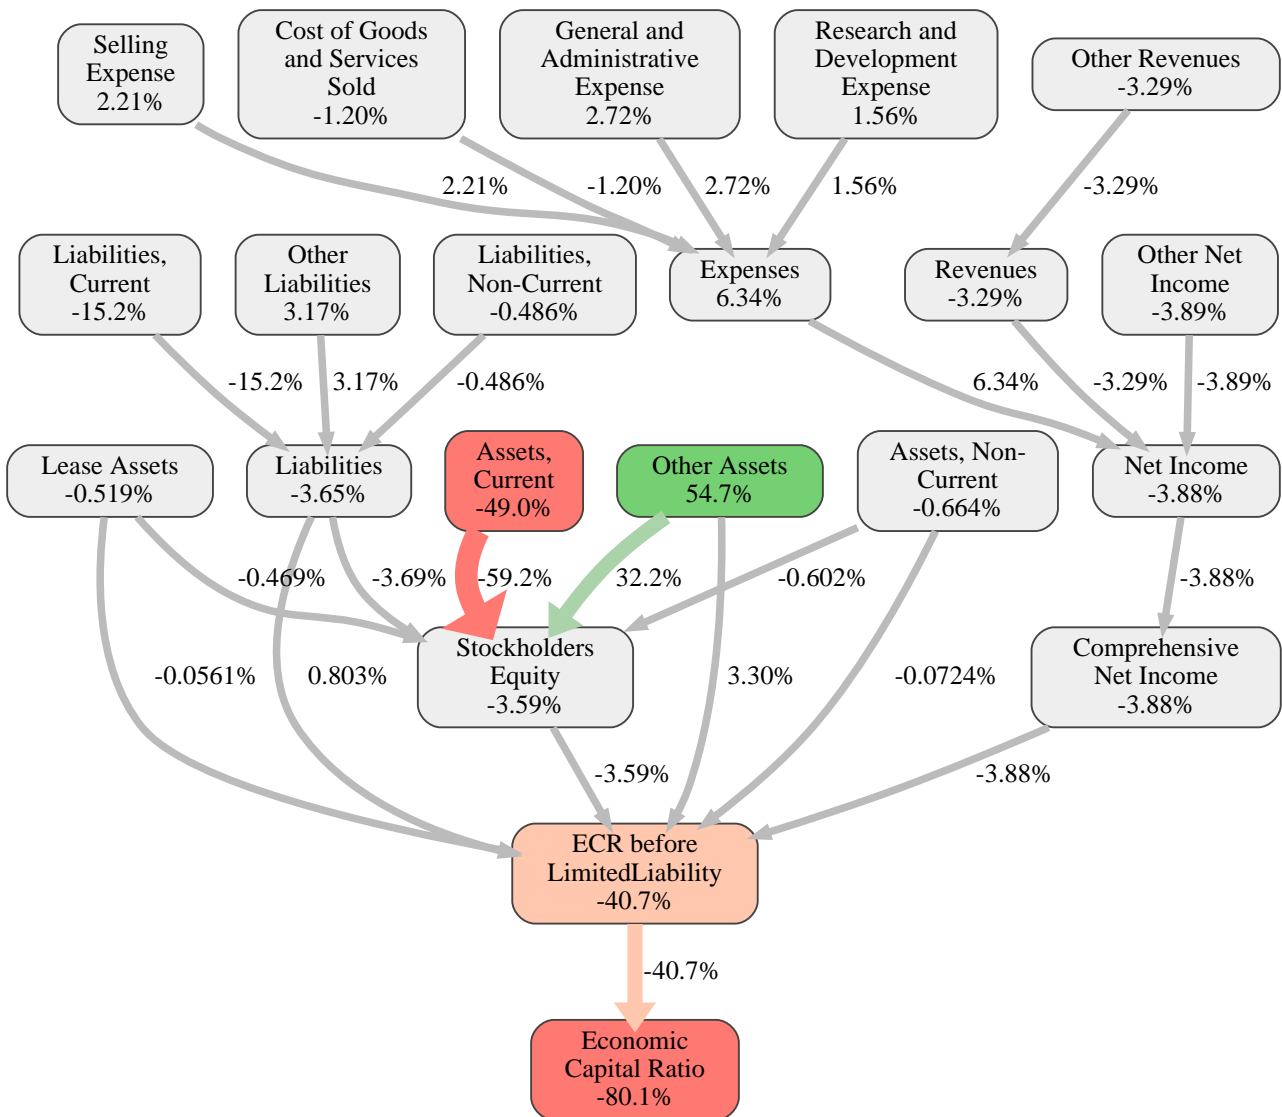 Selling
Expense
2.21%
Cost of Goods
and Services
Sold
-1.20%
General and
Administrative
Expense
2.72%
Research and
Development
Expense
1.56%
Other Revenues
-3.29%
2.21%
-1.20%
2.72%
1.56%
-3.29%
Liabilities,
Current
-15.2%
Other
Liabilities
3.17%
Liabilities,
Non-Current
-0.486%
Expenses
6.34%
Revenues
-3.29%
Other Net
Income
-3.89%
-15.2%
3.17%
-0.486%
6.34%
-3.29%
-3.89%
Lease Assets
-0.519%
Liabilities
-3.65%
Assets,
Current
-49.0%
Other Assets
54.7%
Assets, Non-
Current
-0.664%
Net Income
-3.88%
-0.469%
-3.69%
-59.2%
32.2%
-0.602%
-3.88%
-0.0561%
0.803%
Stockholders
Equity
-3.59%
3.30%
-0.0724%
Comprehensive
Net Income
-3.88%
-3.59%
-3.88%
ECR before
LimitedLiability
-40.7%
-40.7%
Economic
Capital Ratio
-80.1%